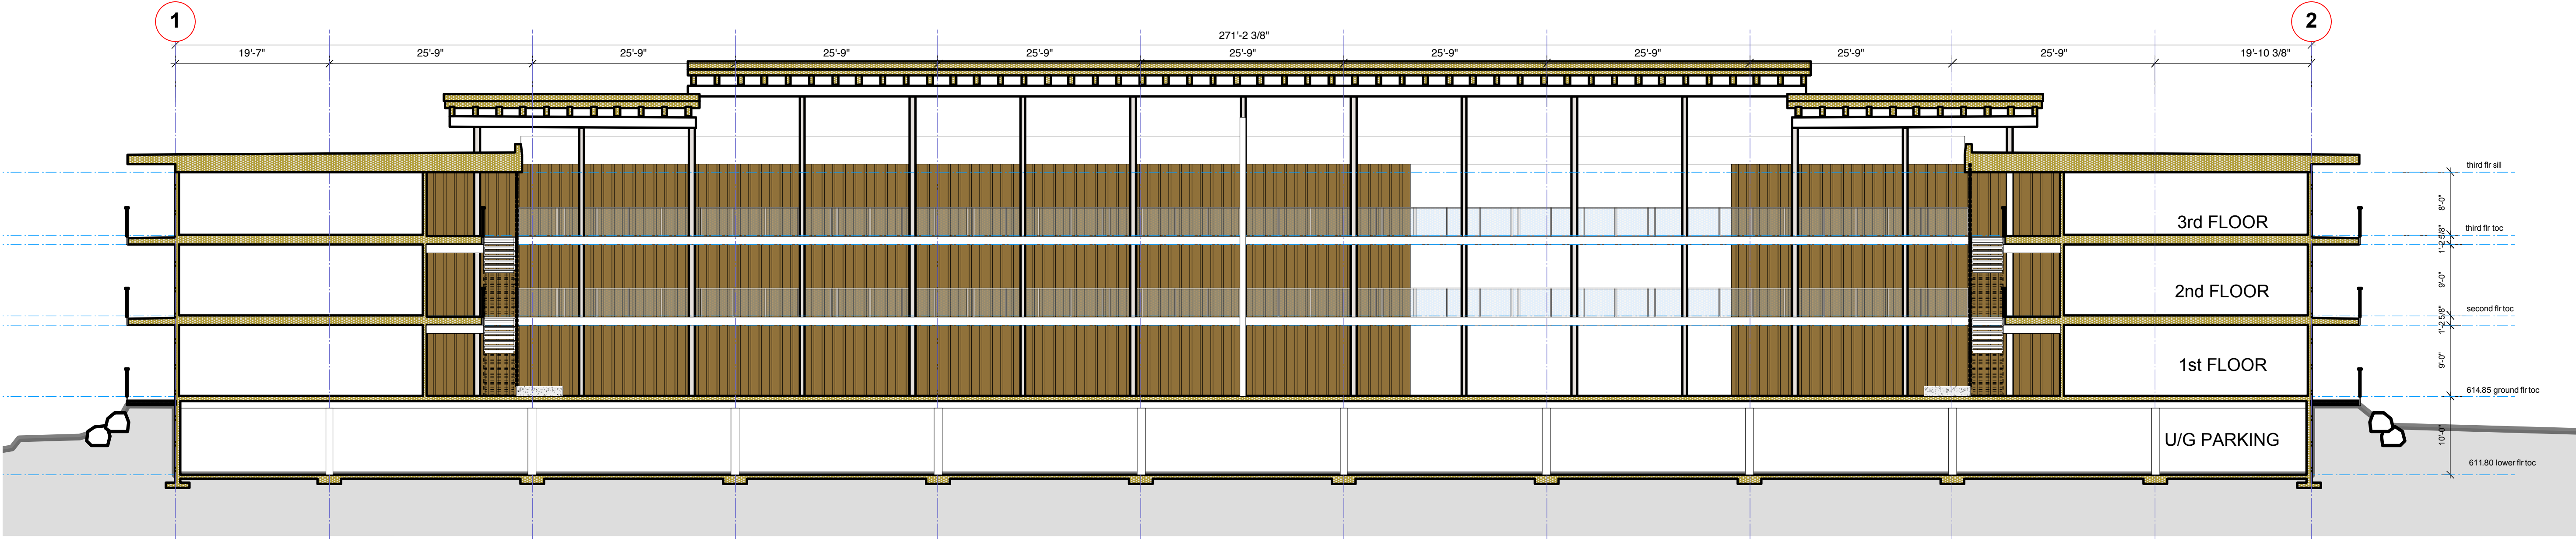 1
2
271'-2 3/8"
19'-7"
25'-9"
25'-9"
25'-9"
25'-9"
25'-9"
25'-9"
25'-9"
25'-9"
25'-9"
19'-10 3/8"
third flr sill
8'-0"
3rd FLOOR
third flr toc
1'-2 5/8"
9'-0"
2nd FLOOR
second flr toc
1'-2 5/8"
9'-0"
1st FLOOR
614.85 ground flr toc
10'-0"
U/G PARKING
611.80 lower flr toc